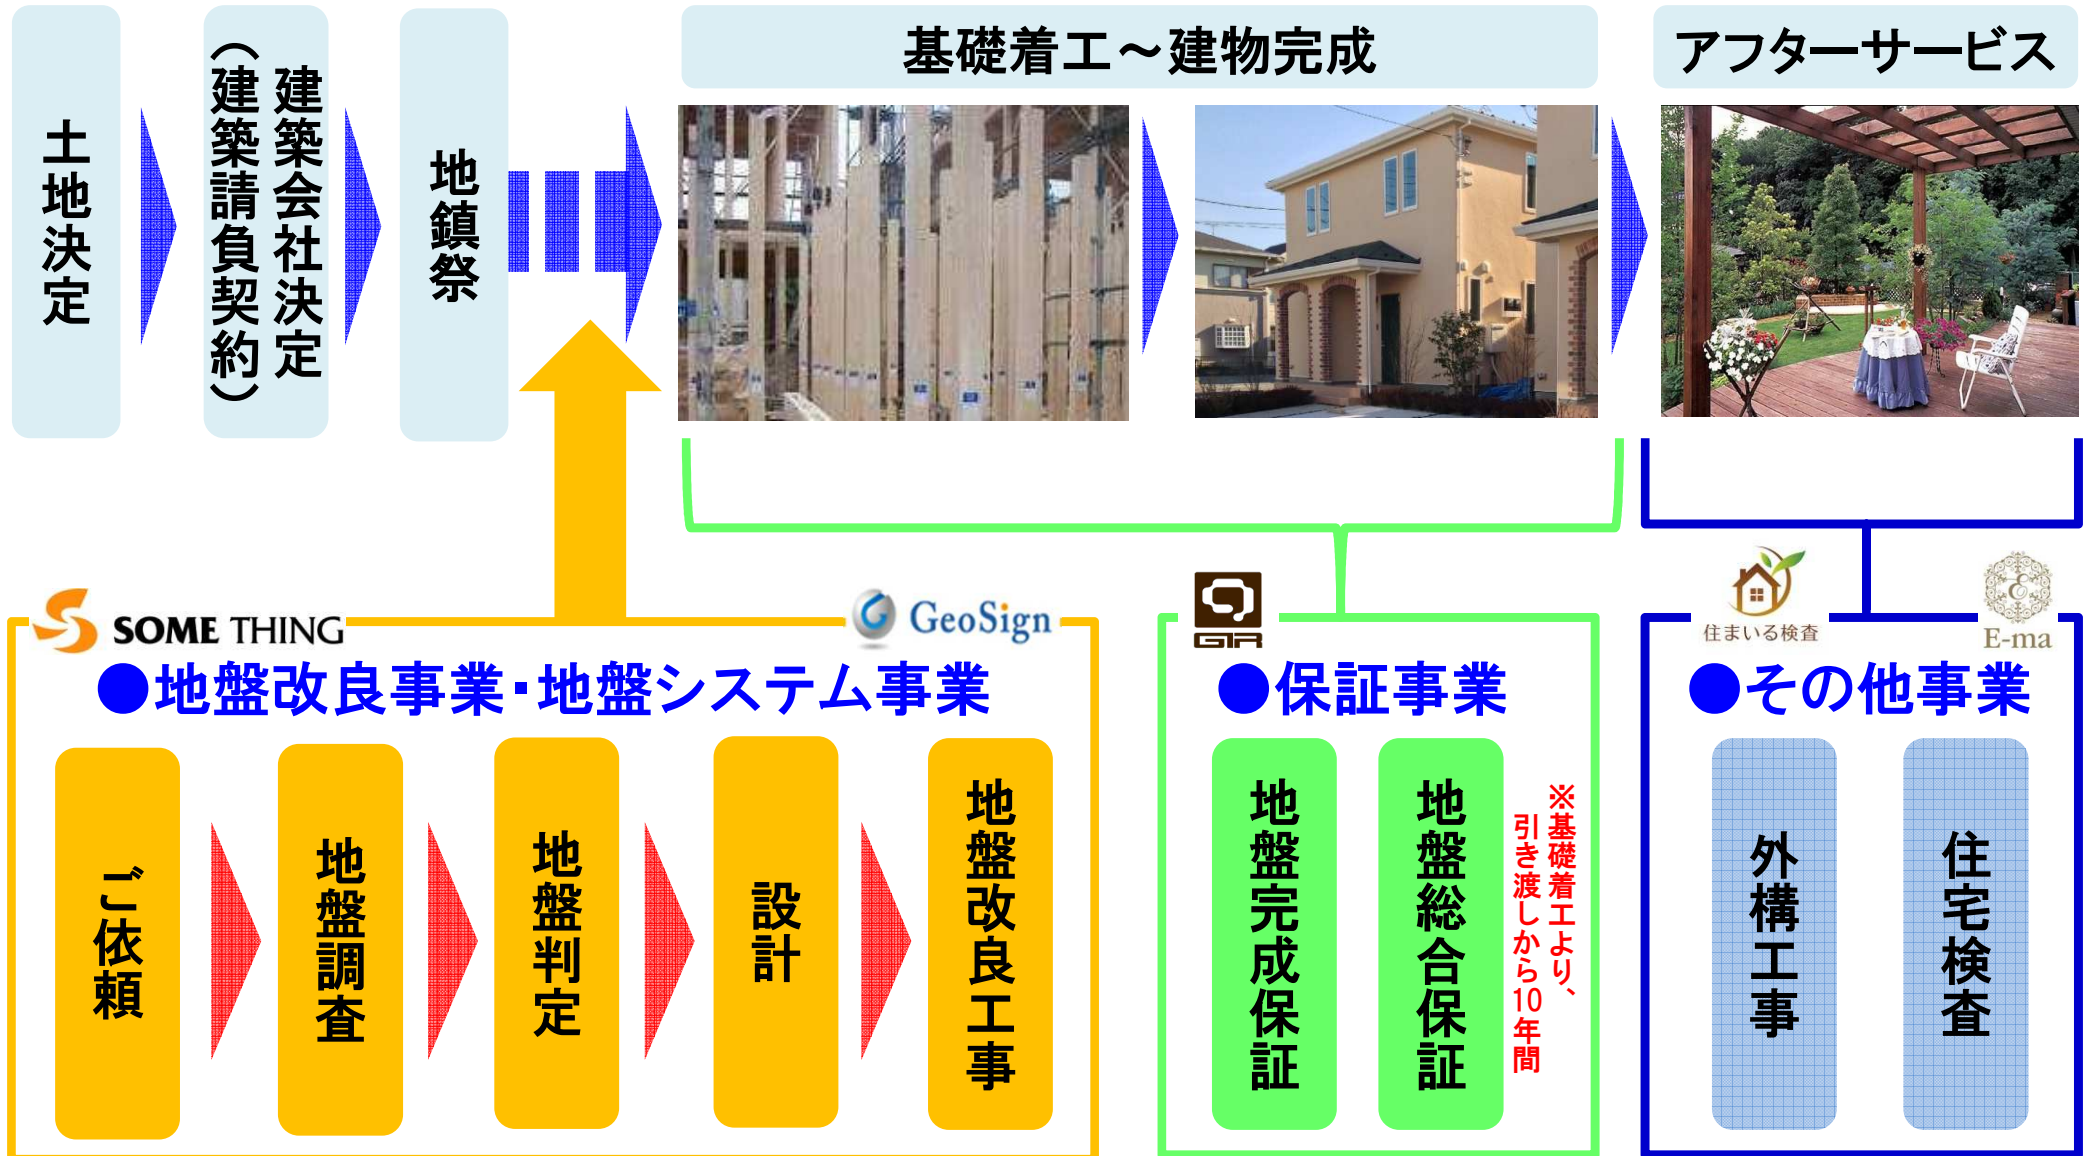 土地決定
建築会社決定
（建築請負契約）
地鎮祭
基礎着工～建物完成
アフターサービス
SOME THING
GeoSign
●地盤改良事業・地盤システム事業
ご依頼
地盤調査
地盤判定
設計
地盤改良工事
GIR
●保証事業
地盤完成保証
地盤総合保証
※基礎着工より、
引き渡しから10年間
住まいる検査
E
E-ma
●その他事業
外構工事
住宅検査